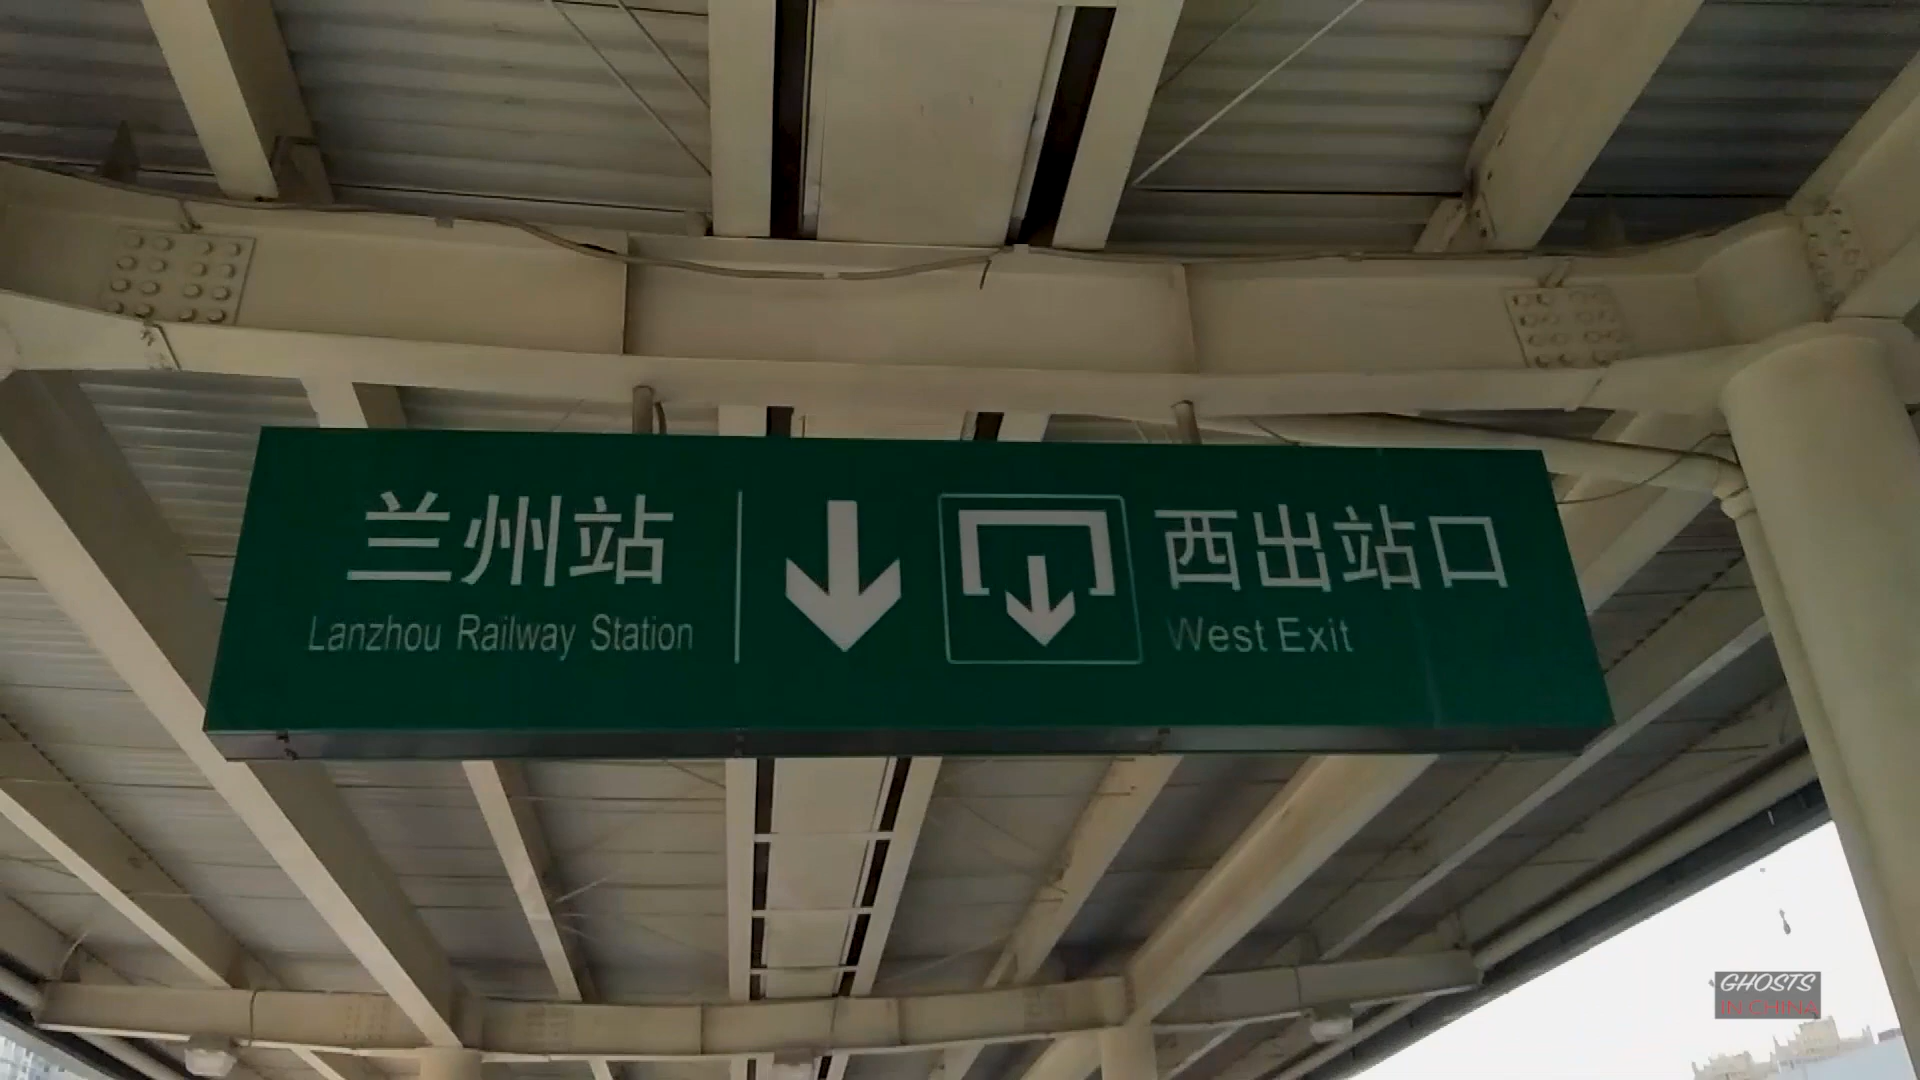 兰州站
Lanzhou Railway Station
西出站口
West Exit
GHOSTS
IN CHINA